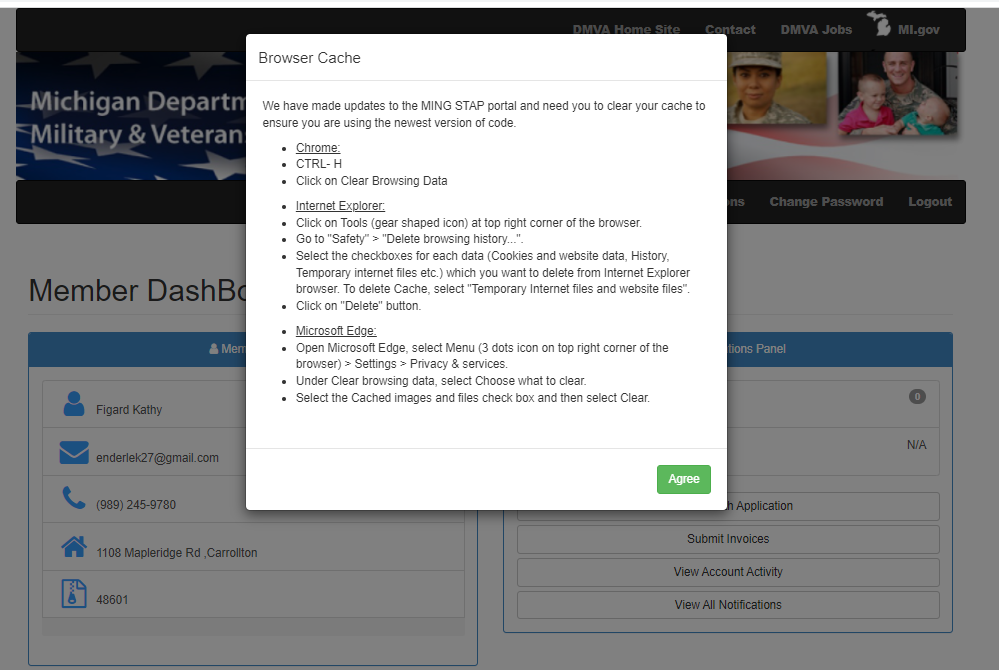 DMVA Home Site Contact DMVA Jobs MI.gov
Browser Cache
Michigan Departm
Military & Veteran
We have made updates to the MING STAP portal and need you to clear your cache to
ensure you are using the newest version of code.
Chrome:
CTRL- H
Click on Clear Browsing Data
ns Change Password Logout
Internet Explorer:
Click on Tools (gear shaped icon) at top right corner of the browser.
Go to "Safety" > "Delete browsing history...".
Select the checkboxes for each data (Cookies and website data, History,
Temporary internet files etc.) which you want to delete from Internet Explorer
browser. To delete Cache, select "Temporary Internet files and website files".
Click on "Delete" button.
Member DashBo
Microsoft Edge:
Open Microsoft Edge, select Menu (3 dots icon on top right corner of the
browser) > Settings > Privacy & services.
Under Clear browsing data, select Choose what to clear.
Select the Cached images and files check box and then select Clear.
Agree
Mem
tions Panel
Figard Kathy
0
enderlek27@gmail.com
N/A
(989) 245-9780
1108 Mapleridge Rd ,Carrollton
48601
h Application
Submit Invoices
View Account Activity
View All Notifications